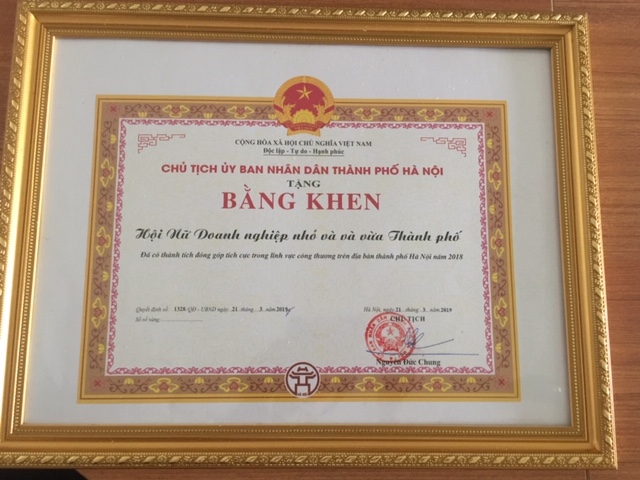 CỘNG HÒA XÃ HỘI CHỦ NGHĨA VIỆT NAM
Độc lập - Tự do - Hạnh phúc
CHỦ TỊCH ỦY BAN NHÂN DÂN THÀNH PHỐ HÀ NỘI
TẶNG
BẰNG KHEN
Hội Nữ Doanh nghiệp nhỏ và và vừa Thành phố
Đã có thành tích đóng góp tích cực trong lĩnh vực công thương trên địa bàn thành phố Hà Nội năm 2018
Quyết định số: 1328 QĐ - UBND ngày. 21. tháng. 3. năm 2019
Số sổ vàng:
Hà Nội, ngày 21 tháng 3 năm 2019
CHỦ TỊCH
Nguyễn Đức Chung